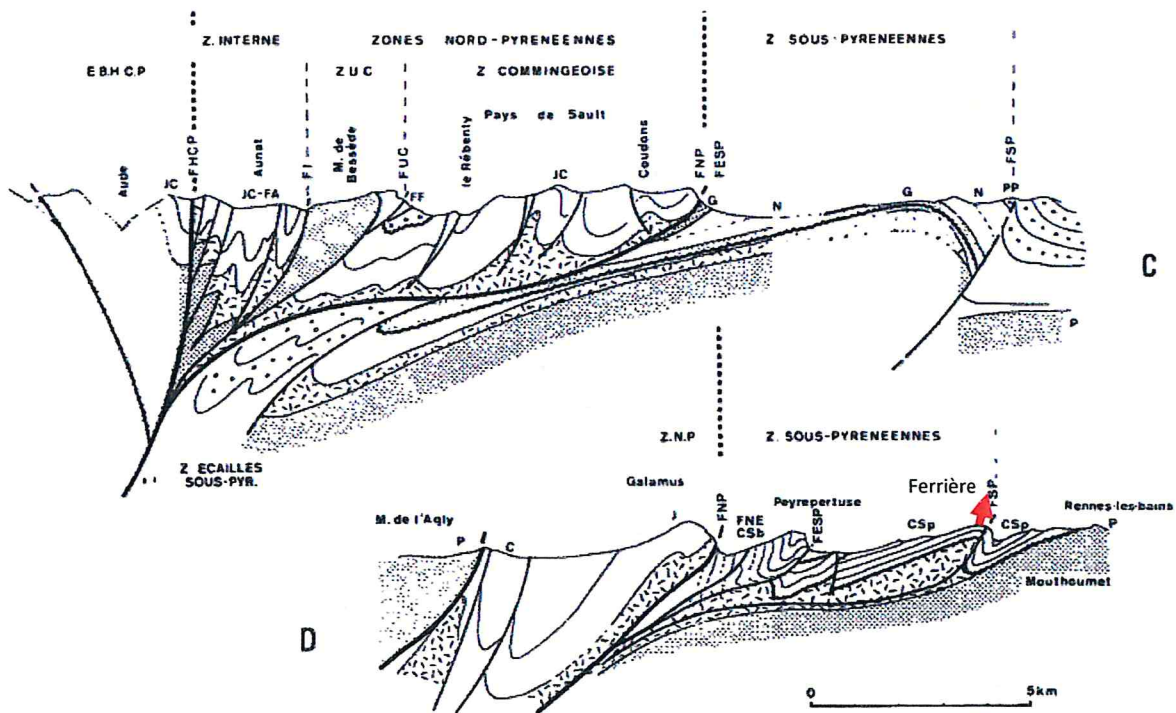 Z. INTERNE
ZONES NORD-PYRENEENNES
Z SOUS-PYRENEENNES
E.B.H.C.P
Z U C
Z COMMINGEOISE
Pays de Sault
Aude
JC
FHCP
Aunat
JC-FA
F I
M. de Bessède
FUC
FF
le Rébenty
JC
Coudons
FNP
FESP
G
N
G
N
PP
FSP
C
P
Z ECAILLES
SOUS-PYR.
Z.N.P
Z. SOUS-PYRENEENNES
Galamus
Ferrière
FSP
M. de l'Aqly
P
C
J
FNP
FNE
CSb
Peyrepertuse
FESP
CSp
CSp
Rennes-les-bains
P
Mouthoumet
D
0
5km